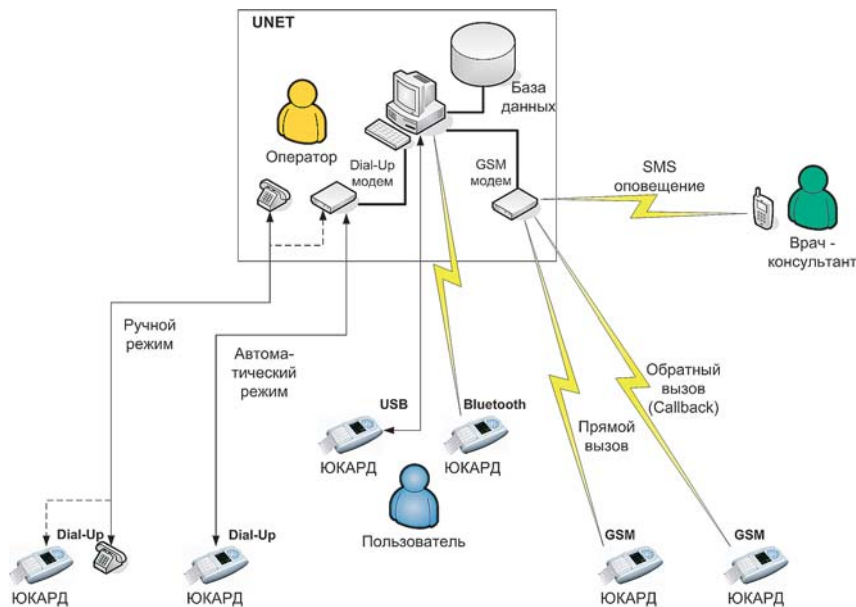 UNET
База
данных
Оператор
Dial-Up
модем
GSM
модем
SMS
оповещение
Врач -
консультант
Ручной
режим
Автома-
тический
режим
Обратный
вызов
(Callback)
USB
Bluetooth
Прямой
вызов
ЮКАРД
ЮКАРД
Пользователь
Dial-Up
Dial-Up
GSM
GSM
ЮКАРД
ЮКАРД
ЮКАРД
ЮКАРД